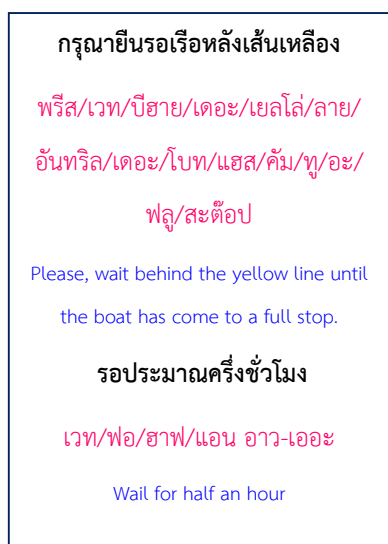 กรุณายืนรอเรือหลังเส้นเหลือง
พรีส/เวท/บีฮาย/เดอะ/เยลโล่/ลาย/
อันทริล/เดอะ/โบท/แฮส/คัม/ทู/อะ/
ฟลู/สะต๊อป
Please, wait behind the yellow line until
the boat has come to a full stop.
รอประมาณครึ่งชั่วโมง
เวท/ฟอ/ฮาฟ/แอน อาว-เออะ
Wail for half an hour